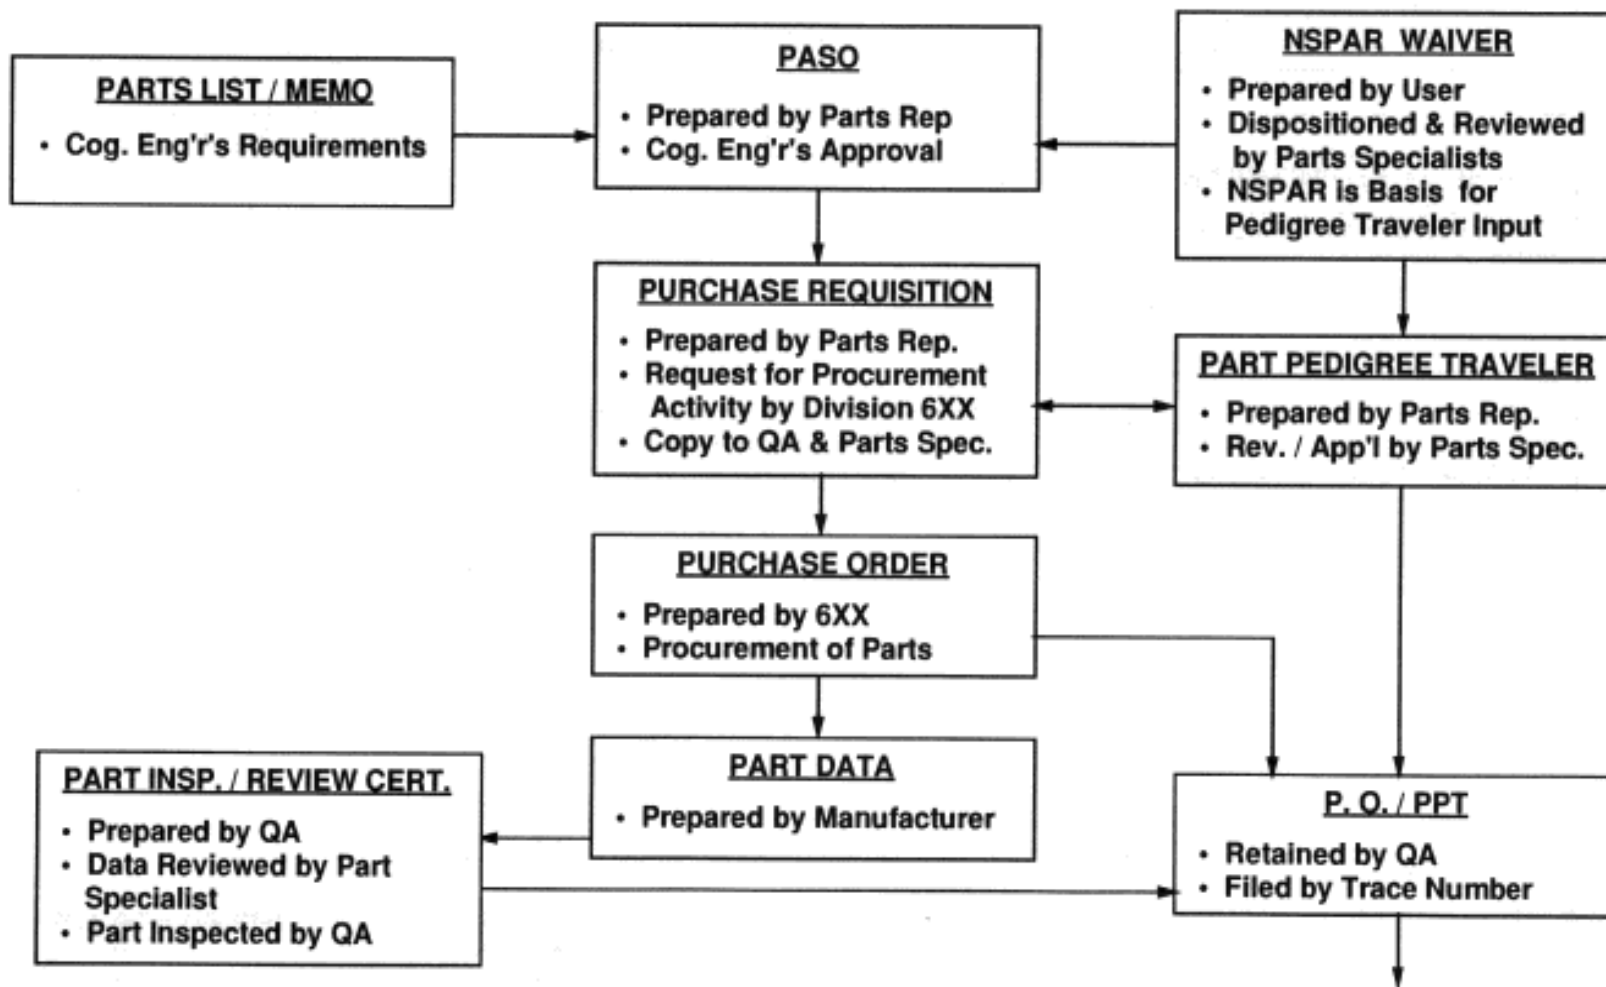 PARTS LIST / MEMO
• Cog. Eng'r's Requirements
PASO
• Prepared by Parts Rep
• Cog. Eng'r's Approval
NSPAR WAIVER
• Prepared by User
• Dispositioned & Reviewed
by Parts Specialists
• NSPAR is Basis for
Pedigree Traveler Input
PURCHASE REQUISITION
• Prepared by Parts Rep.
• Request for Procurement
Activity by Division 6XX
• Copy to QA & Parts Spec.
PART PEDIGREE TRAVELER
• Prepared by Parts Rep.
• Rev. / App'l by Parts Spec.
PURCHASE ORDER
• Prepared by 6XX
• Procurement of Parts
PART DATA
• Prepared by Manufacturer
PART INSP. / REVIEW CERT.
• Prepared by QA
• Data Reviewed by Part
Specialist
• Part Inspected by QA
P. O. / PPT
• Retained by QA
• Filed by Trace Number